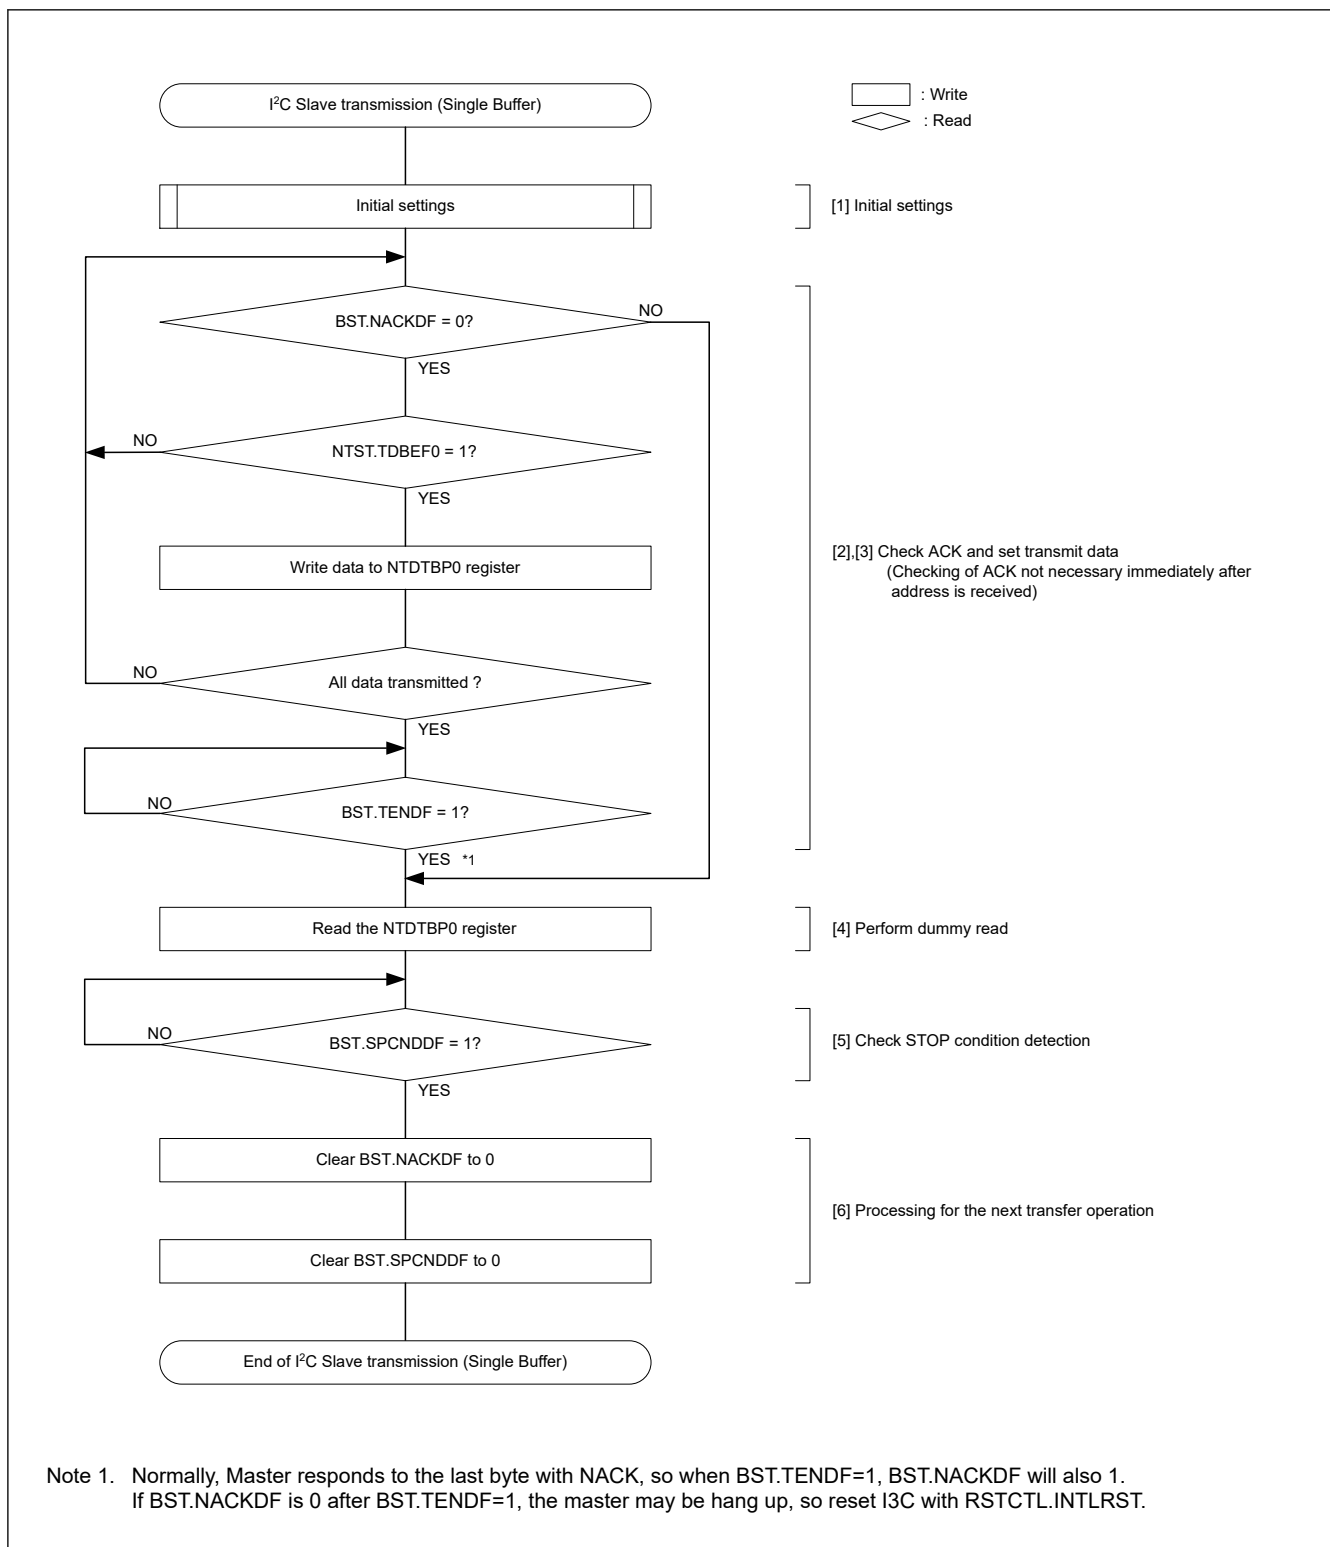 I²C Slave transmission (Single Buffer)
: Write
: Read
Initial settings
[1] Initial settings
BST.NACKDF = 0?
NO
YES
NTST.TDBEF0 = 1?
NO
YES
Write data to NTDTBP0 register
[2],[3] Check ACK and set transmit data
(Checking of ACK not necessary immediately after
address is received)
All data transmitted ?
NO
YES
BST.TENDF = 1?
NO
YES *1
Read the NTDTBP0 register
[4] Perform dummy read
BST.SPCNDDF = 1?
NO
[5] Check STOP condition detection
YES
Clear BST.NACKDF to 0
[6] Processing for the next transfer operation
Clear BST.SPCNDDF to 0
End of I²C Slave transmission (Single Buffer)
Note 1. Normally, Master responds to the last byte with NACK, so when BST.TENDF=1, BST.NACKDF will also 1.
If BST.NACKDF is 0 after BST.TENDF=1, the master may be hang up, so reset I3C with RSTCTL.INTLRST.